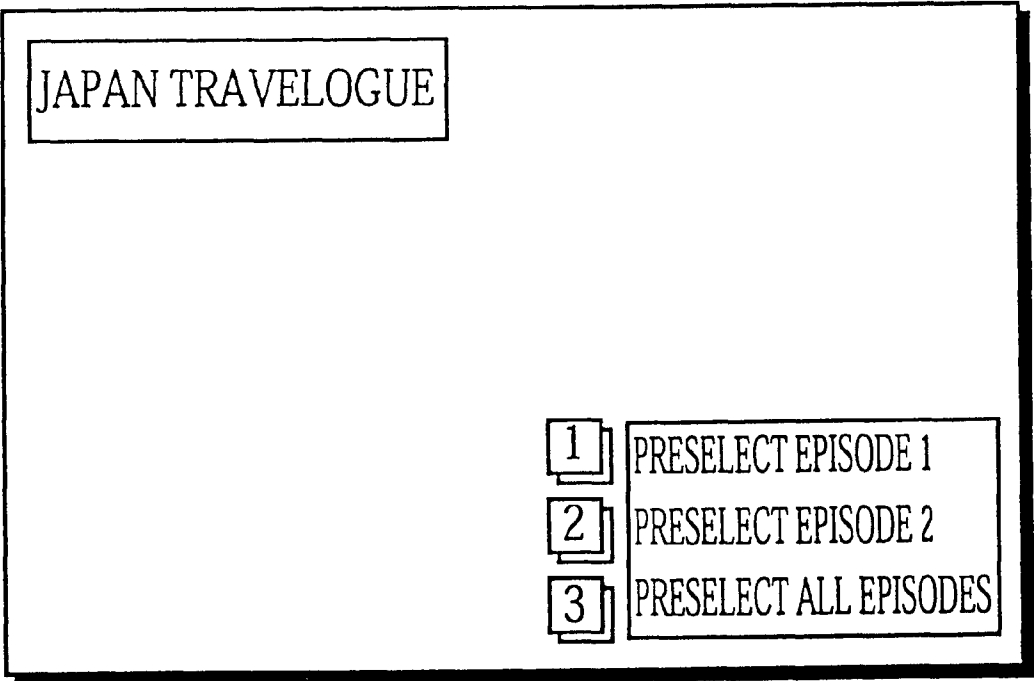 JAPAN TRAVELOGUE
1 PRESELECT EPISODE 1
2 PRESELECT EPISODE 2
3 PRESELECT ALL EPISODES